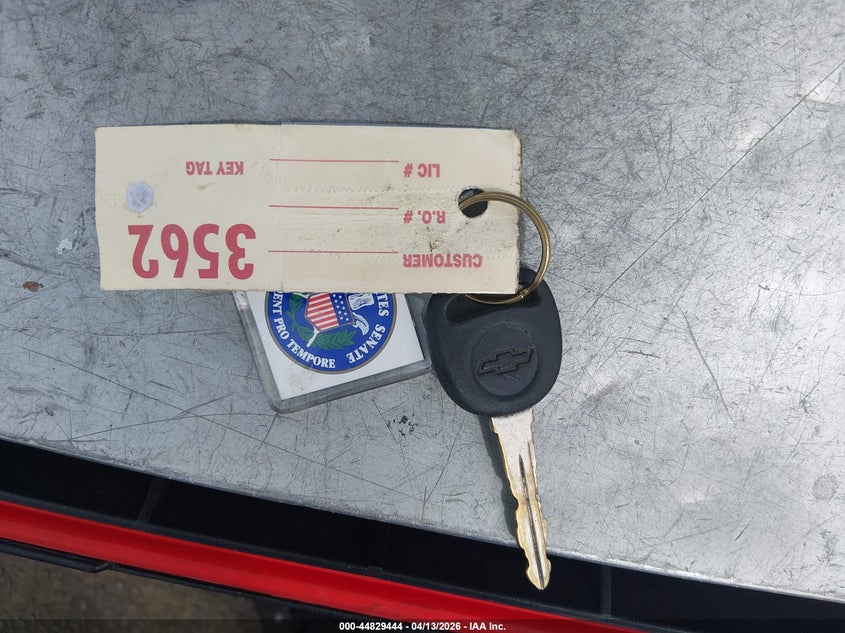 CUSTOMER
R.O. #
LIC #
3562
KEY TAG
TES SENATE
ENT PRO TEMPORE
000-44829444 - 04/13/2026 - IAA Inc.